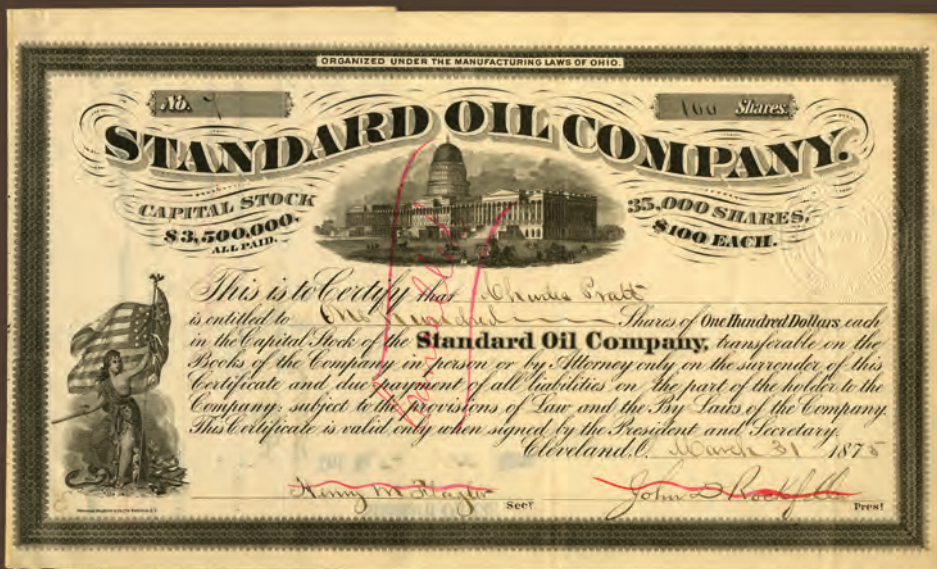 ORGANIZED UNDER THE MANUFACTURING LAWS OF OHIO.
No. 7
100 Shares.
STANDARD OIL COMPANY.
CAPITAL STOCK
$3,500,000.
ALL PAID.
35,000 SHARES,
$100 EACH.
This is to Certify that Charles Pratt
is entitled to One Hundred Shares of One Hundred Dollars each
in the Capital Stock of the Standard Oil Company, transferable on the
Books of the Company in person or by Attorney only on the surrender of this
Certificate and due payment of all liabilities on the part of the holder to the
Company, subject to the provisions of Law and the By Laws of the Company.
This Certificate is valid only when signed by the President and Secretary.
Cleveland, O. March 31 1875
Henry M Flagler Secy
John D Rockefeller Prest